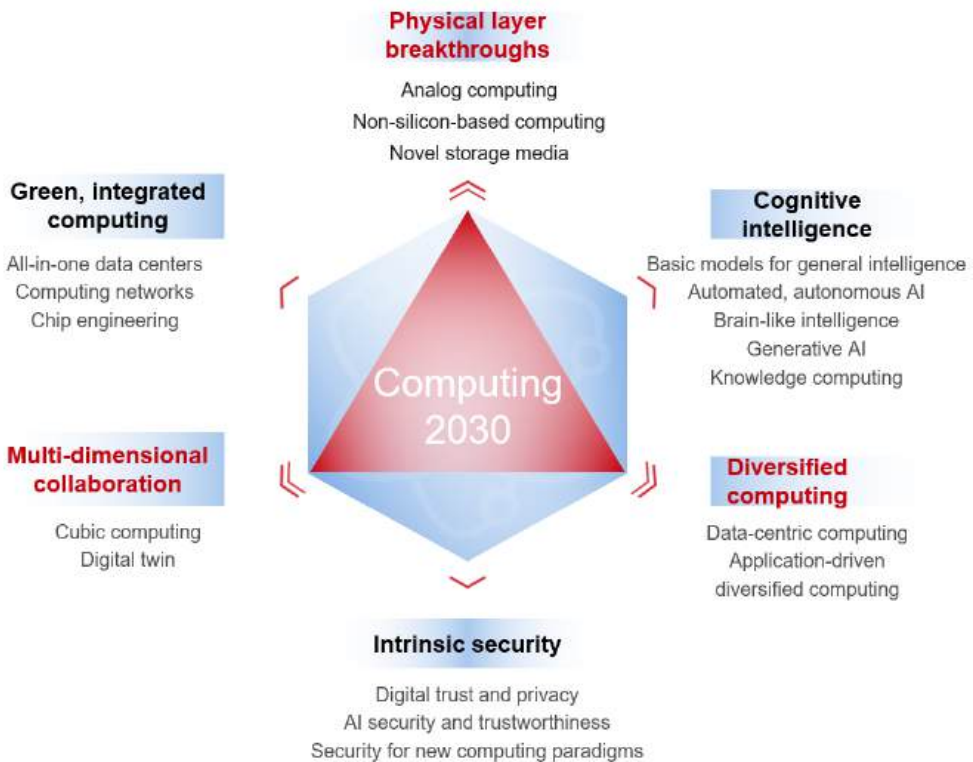 Physical layer
breakthroughs
Analog computing
Non-silicon-based computing
Novel storage media
Green, integrated
computing
All-in-one data centers
Computing networks
Chip engineering
Cognitive
intelligence
Basic models for general intelligence
Automated, autonomous AI
Brain-like intelligence
Generative AI
Knowledge computing
Computing
2030
Multi-dimensional
collaboration
Cubic computing
Digital twin
Diversified
computing
Data-centric computing
Application-driven
diversified computing
Intrinsic security
Digital trust and privacy
AI security and trustworthiness
Security for new computing paradigms